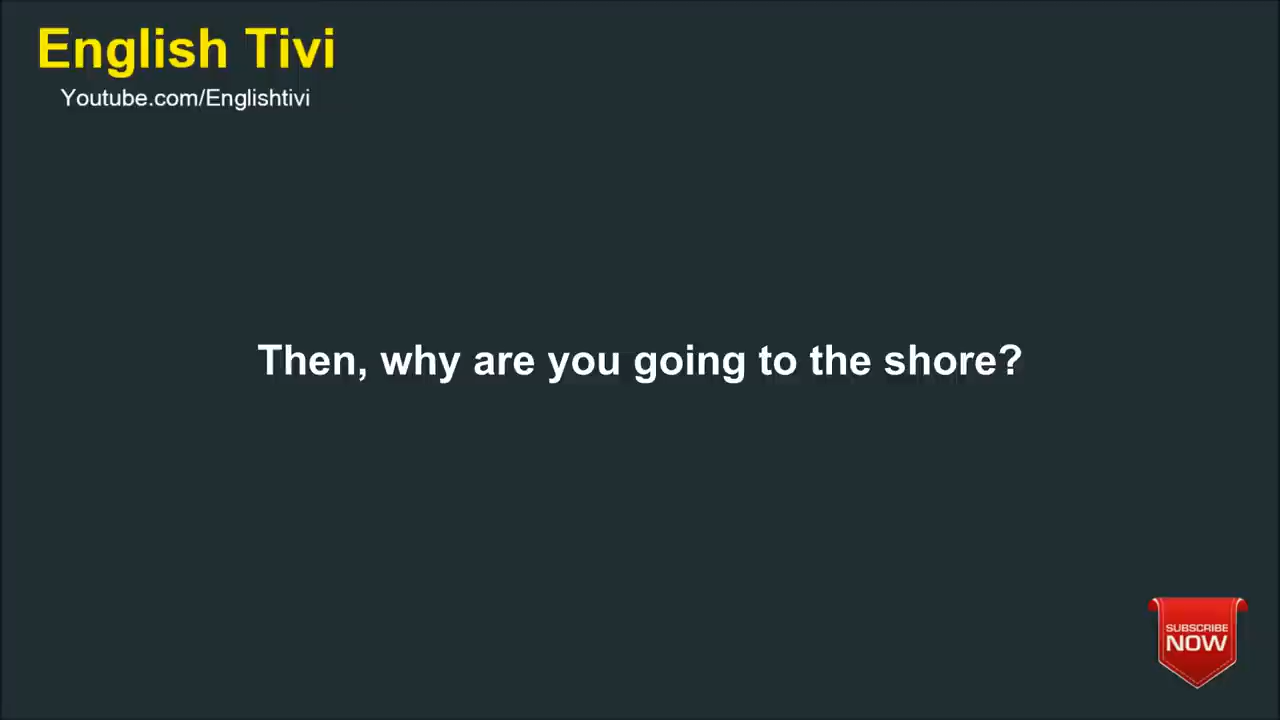 English Tivi
Youtube.com/Englishtivi
Then, why are you going to the shore?
SUBSCRIBE
NOW